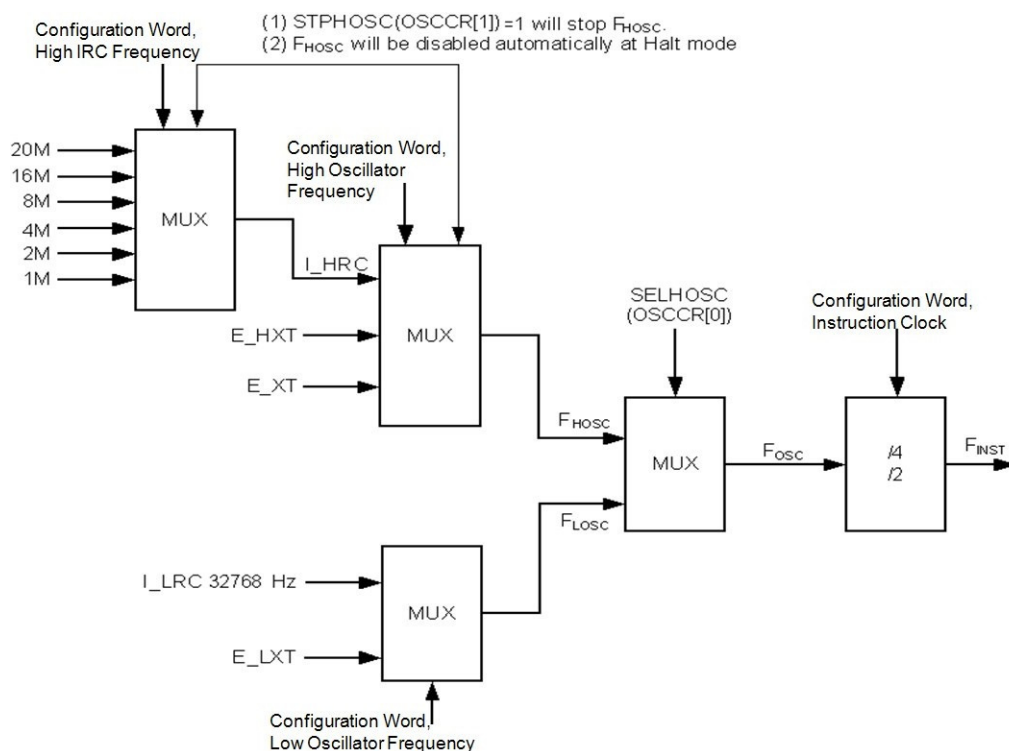 (1) STPHOSC(OSCCR[1])=1 will stop FHOSC.
(2) FHOSC will be disabled automatically at Halt mode
Configuration Word,
High IRC Frequency
20M
16M
8M
4M
2M
1M
MUX
Configuration Word,
High Oscillator
Frequency
I_HRC
E_HXT
E_XT
MUX
SELHOSC
(OSCCR[0])
Configuration Word,
Instruction Clock
FHOSC
MUX
FOSC
/4
/2
FINST
FLOSC
I_LRC 32768 Hz
E_LXT
MUX
Configuration Word,
Low Oscillator Frequency